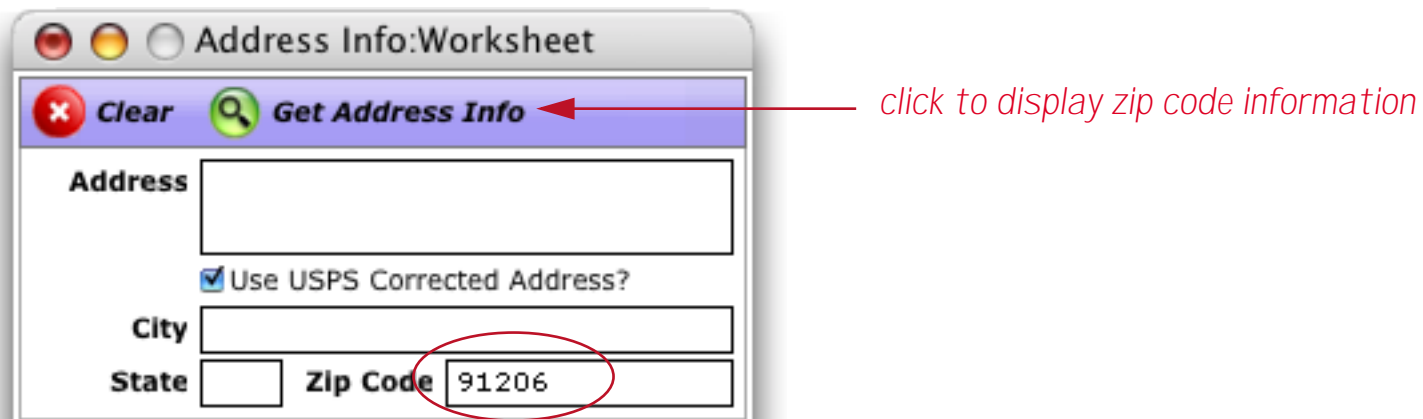 Address Info:Worksheet
Clear Get Address Info click to display zip code information
Address
Use USPS Corrected Address?
City
State Zip Code 91206